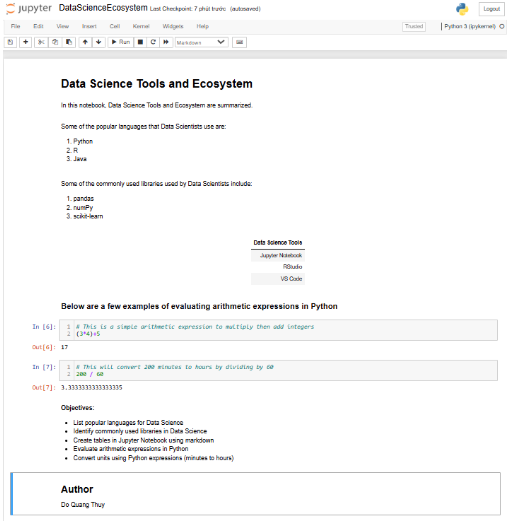 jupyter DataScienceEcosystem Last Checkpoint: 7 phút trước (autosaved)
Logout
File Edit View Insert Cell Kernel Widgets Help
Trusted
Python 3 (ipykernel)
Run
Markdown
Data Science Tools and Ecosystem
In this notebook, Data Science Tools and Ecosystem are summarized.
Some of the popular languages that Data Scientists use are:
1. Python
2. R
3. Java
Some of the commonly used libraries used by Data Scientists include:
1. pandas
2. numPy
3. scikit-learn
Data Science Tools
Jupyter Notebook
RStudio
VS Code
Below are a few examples of evaluating arithmetic expressions in Python
In [6]: 1 # This is a simple arithmetic expression to multiply then add integers
2 (3*4)+5
Out[6]: 17
In [7]: 1 # This will convert 200 minutes to hours by dividing by 60
2 200 / 60
Out[7]: 3.3333333333333335
Objectives:
• List popular languages for Data Science
• Identify commonly used libraries in Data Science
• Create tables in Jupyter Notebook using markdown
• Evaluate arithmetic expressions in Python
• Convert units using Python expressions (minutes to hours)
Author
Do Quang Thuy